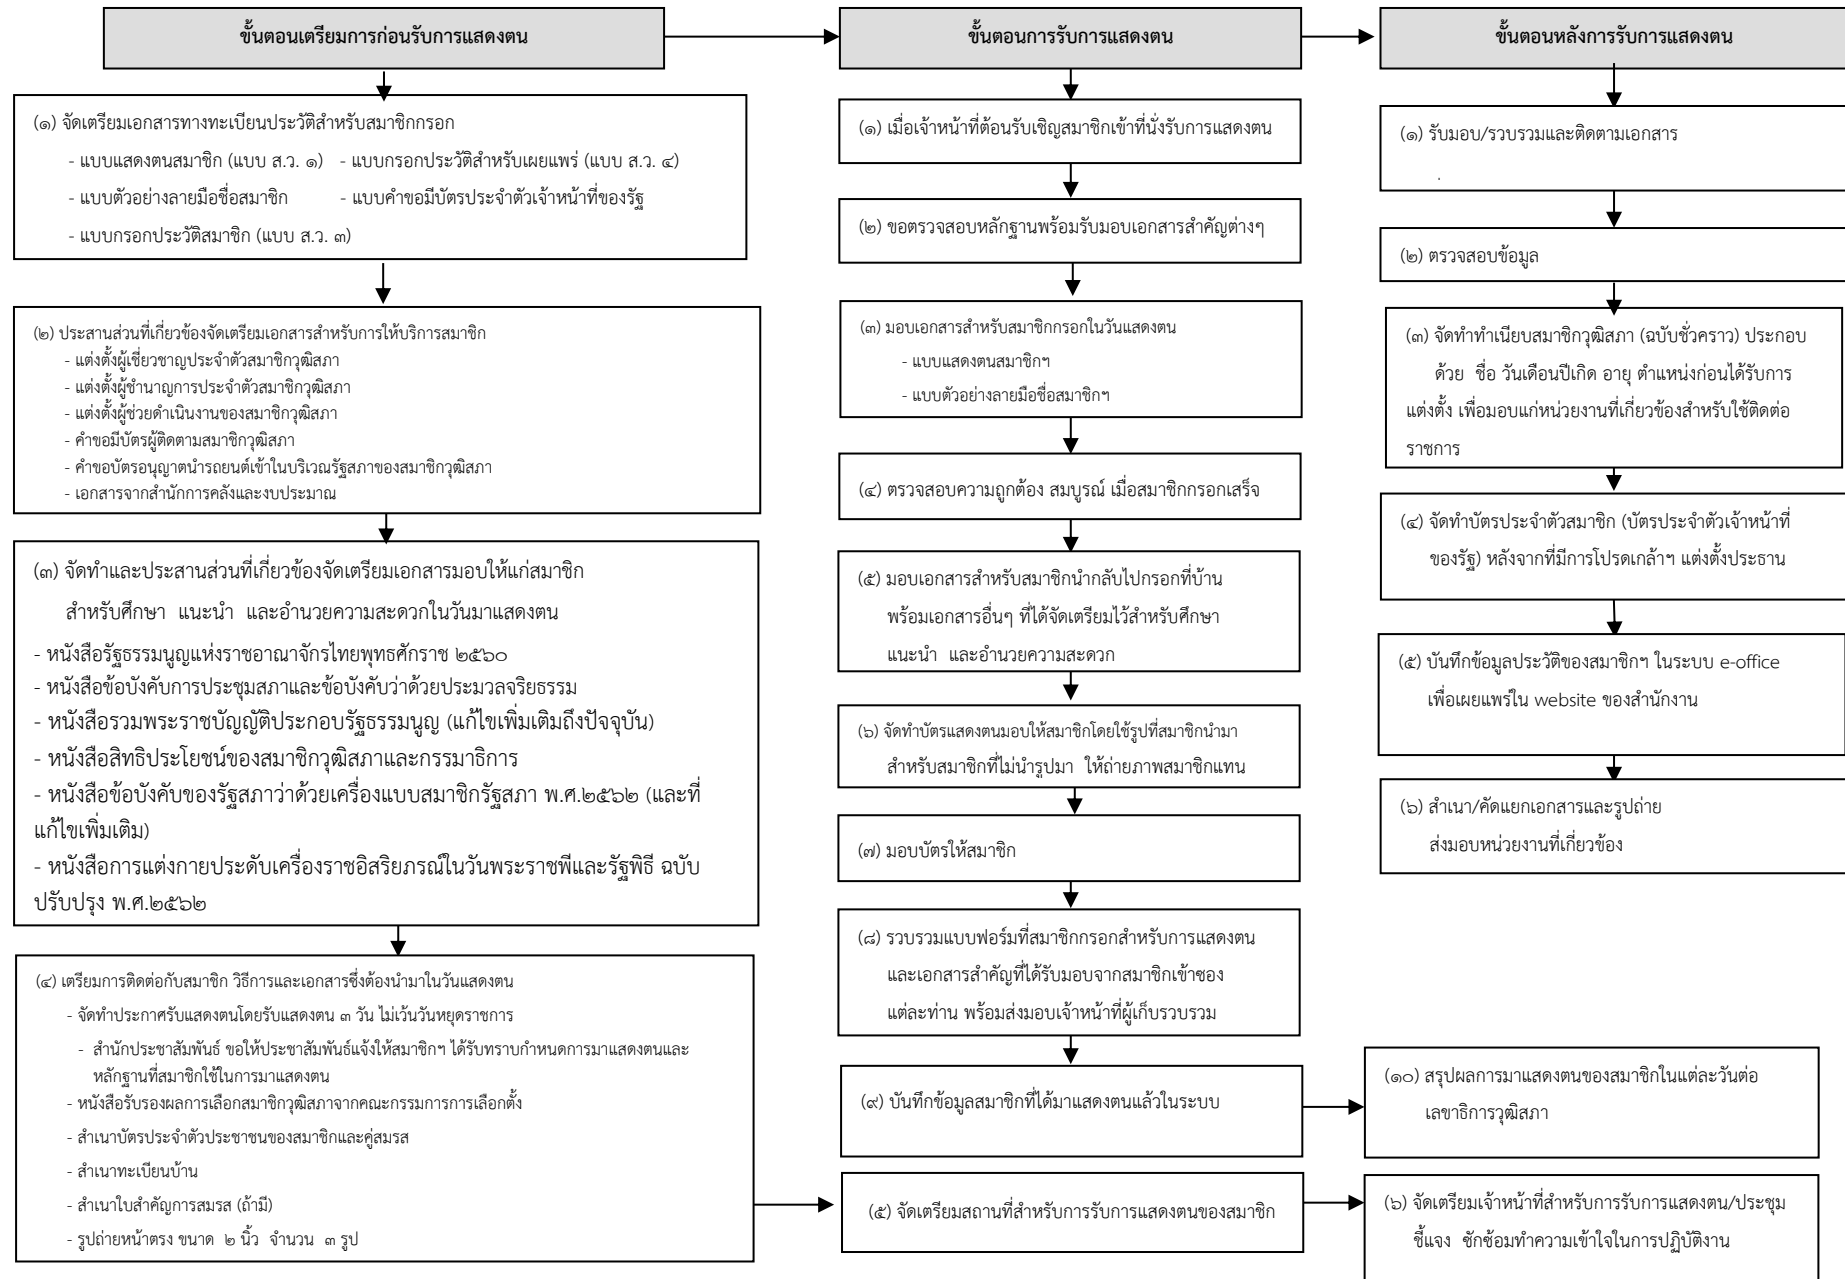 ขั้นตอนเตรียมการก่อนรับการแสดงตน
(๑) จัดเตรียมเอกสารทางทะเบียนประวัติสำหรับสมาชิกกรอก
- แบบแสดงตนสมาชิก (แบบ ส.ว. ๑) - แบบกรอกประวัติสำหรับเผยแพร่ (แบบ ส.ว. ๔)
- แบบตัวอย่างลายมือชื่อสมาชิก - แบบคำขอมีบัตรประจำตัวเจ้าหน้าที่ของรัฐ
- แบบกรอกประวัติสมาชิก (แบบ ส.ว. ๓)
(๒) ประสานส่วนที่เกี่ยวข้องจัดเตรียมเอกสารสำหรับการให้บริการสมาชิก
- แต่งตั้งผู้เชี่ยวชาญประจำตัวสมาชิกวุฒิสภา
- แต่งตั้งผู้ชำนาญการประจำตัวสมาชิกวุฒิสภา
- แต่งตั้งผู้ช่วยดำเนินงานของสมาชิกวุฒิสภา
- คำขอมีบัตรผู้ติดตามสมาชิกวุฒิสภา
- คำขอบัตรอนุญาตนำรถยนต์เข้าในบริเวณรัฐสภาของสมาชิกวุฒิสภา
- เอกสารจากสำนักการคลังและงบประมาณ
(๓) จัดทำและประสานส่วนที่เกี่ยวข้องจัดเตรียมเอกสารมอบให้แก่สมาชิก
สำหรับศึกษา แนะนำ และอำนวยความสะดวกในวันมาแสดงตน
- หนังสือรัฐธรรมนูญแห่งราชอาณาจักรไทยพุทธศักราช ๒๕๖๐
- หนังสือข้อบังคับการประชุมสภาและข้อบังคับว่าด้วยประมวลจริยธรรม
- หนังสือรวมพระราชบัญญัติประกอบรัฐธรรมนูญ (แก้ไขเพิ่มเติมถึงปัจจุบัน)
- หนังสือสิทธิประโยชน์ของสมาชิกวุฒิสภาและกรรมาธิการ
- หนังสือข้อบังคับของรัฐสภาว่าด้วยเครื่องแบบสมาชิกรัฐสภา พ.ศ.๒๕๖๒ (และที่
แก้ไขเพิ่มเติม)
- หนังสือการแต่งกายประดับเครื่องราชอิสริยภรณ์ในวันพระราชพีและรัฐพิธี ฉบับ
ปรับปรุง พ.ศ.๒๕๖๒
(๔) เตรียมการติดต่อกับสมาชิก วิธีการและเอกสารซึ่งต้องนำมาในวันแสดงตน
- จัดทำประกาศรับแสดงตนโดยรับแสดงตน ๓ วัน ไม่เว้นวันหยุดราชการ
- สำนักประชาสัมพันธ์ ขอให้ประชาสัมพันธ์แจ้งให้สมาชิกฯ ได้รับทราบกำหนดการมาแสดงตนและ
หลักฐานที่สมาชิกใช้ในการมาแสดงตน
- หนังสือรับรองผลการเลือกสมาชิกวุฒิสภาจากคณะกรรมการการเลือกตั้ง
- สำเนาบัตรประจำตัวประชาชนของสมาชิกและคู่สมรส
- สำเนาทะเบียนบ้าน
- สำเนาใบสำคัญการสมรส (ถ้ามี)
- รูปถ่ายหน้าตรง ขนาด ๒ นิ้ว จำนวน ๓ รูป
ขั้นตอนการรับการแสดงตน
(๑) เมื่อเจ้าหน้าที่ต้อนรับเชิญสมาชิกเข้าที่นั่งรับการแสดงตน
(๒) ขอตรวจสอบหลักฐานพร้อมรับมอบเอกสารสำคัญต่างๆ
(๓) มอบเอกสารสำหรับสมาชิกกรอกในวันแสดงตน
- แบบแสดงตนสมาชิกฯ
- แบบตัวอย่างลายมือชื่อสมาชิกฯ
(๔) ตรวจสอบความถูกต้อง สมบูรณ์ เมื่อสมาชิกกรอกเสร็จ
(๕) มอบเอกสารสำหรับสมาชิกนำกลับไปกรอกที่บ้าน
พร้อมเอกสารอื่นๆ ที่ได้จัดเตรียมไว้สำหรับศึกษา
แนะนำ และอำนวยความสะดวก
(๖) จัดทำบัตรแสดงตนมอบให้สมาชิกโดยใช้รูปที่สมาชิกนำมา
สำหรับสมาชิกที่ไม่นำรูปมา ให้ถ่ายภาพสมาชิกแทน
(๗) มอบบัตรให้สมาชิก
(๘) รวบรวมแบบฟอร์มที่สมาชิกกรอกสำหรับการแสดงตน
และเอกสารสำคัญที่ได้รับมอบจากสมาชิกเข้าซอง
แต่ละท่าน พร้อมส่งมอบเจ้าหน้าที่ผู้เก็บรวบรวม
(๙) บันทึกข้อมูลสมาชิกที่ได้มาแสดงตนแล้วในระบบ
(๕) จัดเตรียมสถานที่สำหรับการรับการแสดงตนของสมาชิก
ขั้นตอนหลังการรับการแสดงตน
(๑) รับมอบ/รวบรวมและติดตามเอกสาร
.
(๒) ตรวจสอบข้อมูล
(๓) จัดทำทำเนียบสมาชิกวุฒิสภา (ฉบับชั่วคราว) ประกอบ
ด้วย ชื่อ วันเดือนปีเกิด อายุ ตำแหน่งก่อนได้รับการ
แต่งตั้ง เพื่อมอบแก่หน่วยงานที่เกี่ยวข้องสำหรับใช้ติดต่อ
ราชการ
(๔) จัดทำบัตรประจำตัวสมาชิก (บัตรประจำตัวเจ้าหน้าที่
ของรัฐ) หลังจากที่มีการโปรดเกล้าฯ แต่งตั้งประธาน
(๕) บันทึกข้อมูลประวัติของสมาชิกฯ ในระบบ e-office
เพื่อเผยแพร่ใน website ของสำนักงาน
(๖) สำเนา/คัดแยกเอกสารและรูปถ่าย
ส่งมอบหน่วยงานที่เกี่ยวข้อง
(๑๐) สรุปผลการมาแสดงตนของสมาชิกในแต่ละวันต่อ
เลขาธิการวุฒิสภา
(๖) จัดเตรียมเจ้าหน้าที่สำหรับการรับการแสดงตน/ประชุม
ชี้แจง ซักซ้อมทำความเข้าใจในการปฏิบัติงาน